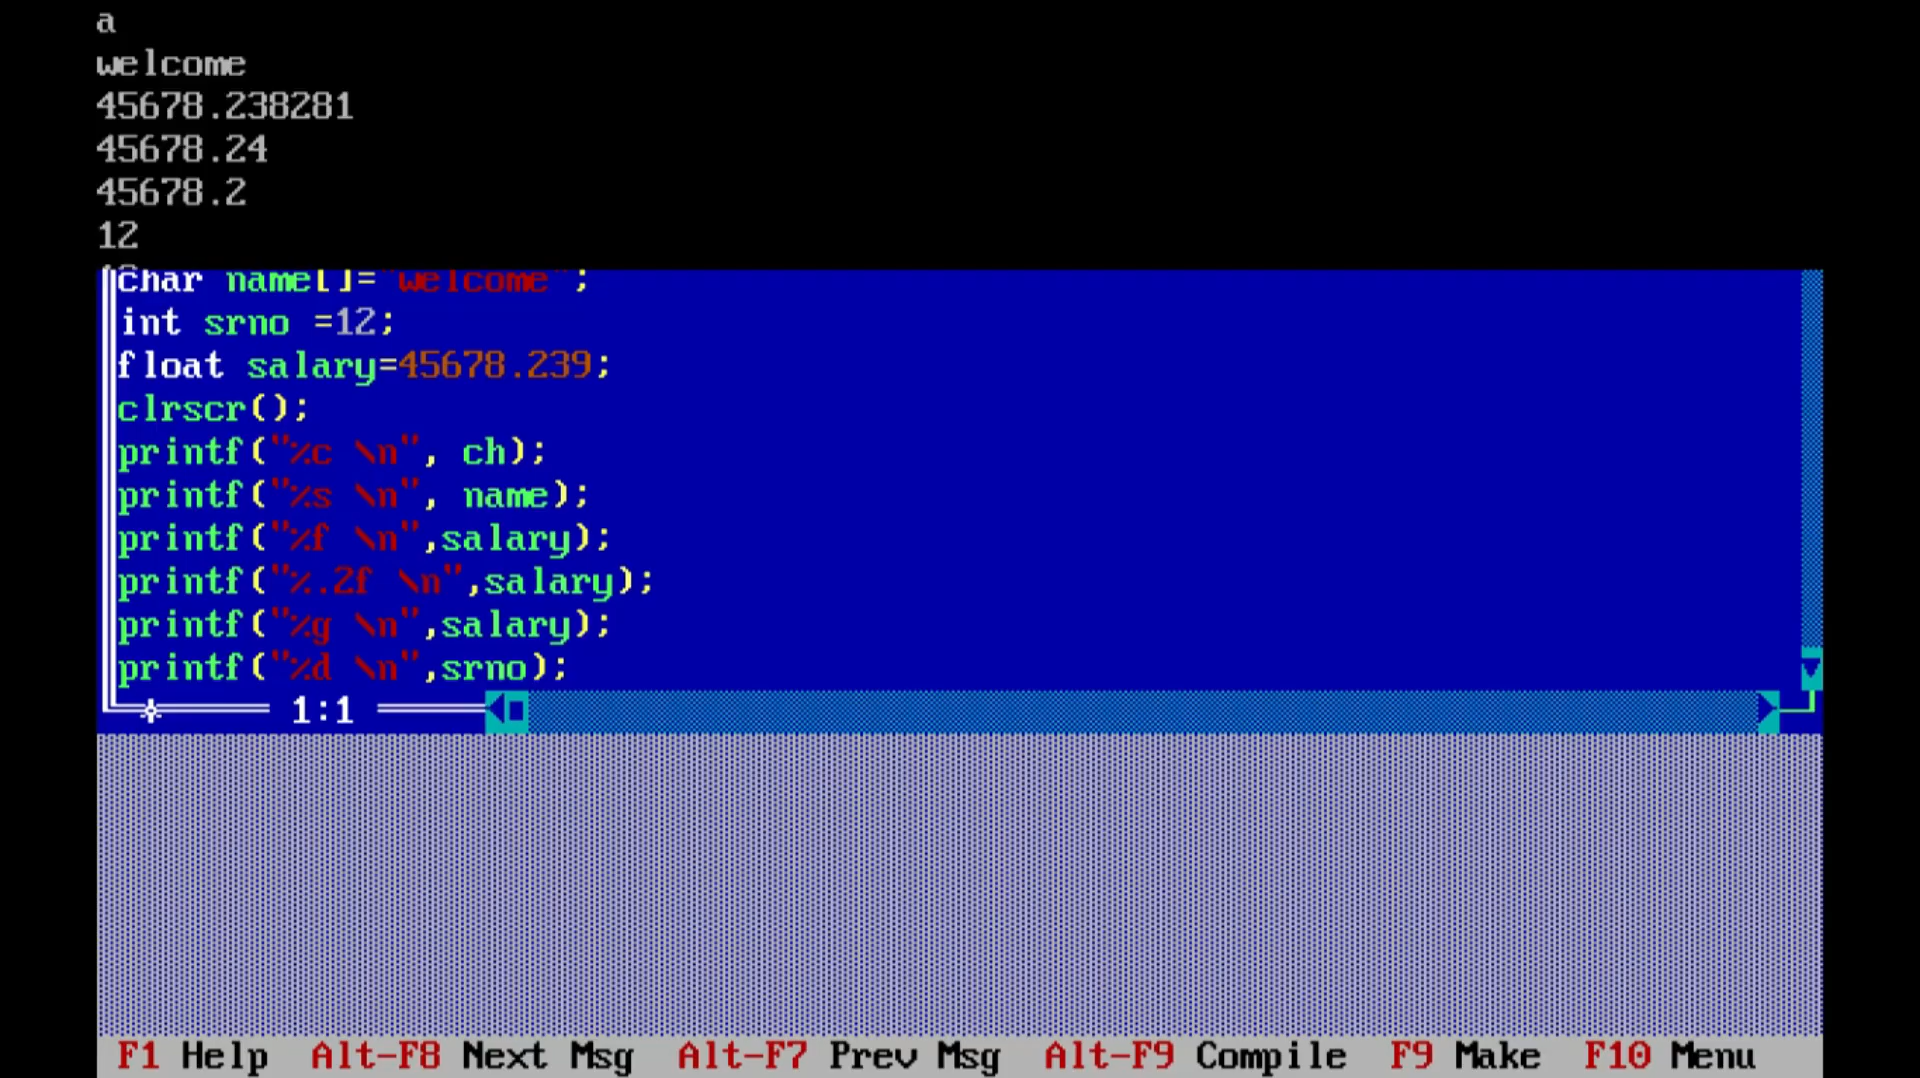 a
welcome
45678.238281
45678.24
45678.2
12
char name[]="welcome";
int srno =12;
float salary=45678.239;
clrscr();
printf("%c \n", ch);
printf("%s \n", name);
printf("%f \n",salary);
printf("%.2f \n",salary);
printf("%g \n",salary);
printf("%d \n",srno);
1:1
F1 Help Alt-F8 Next Msg Alt-F7 Prev Msg Alt-F9 Compile F9 Make F10 Menu